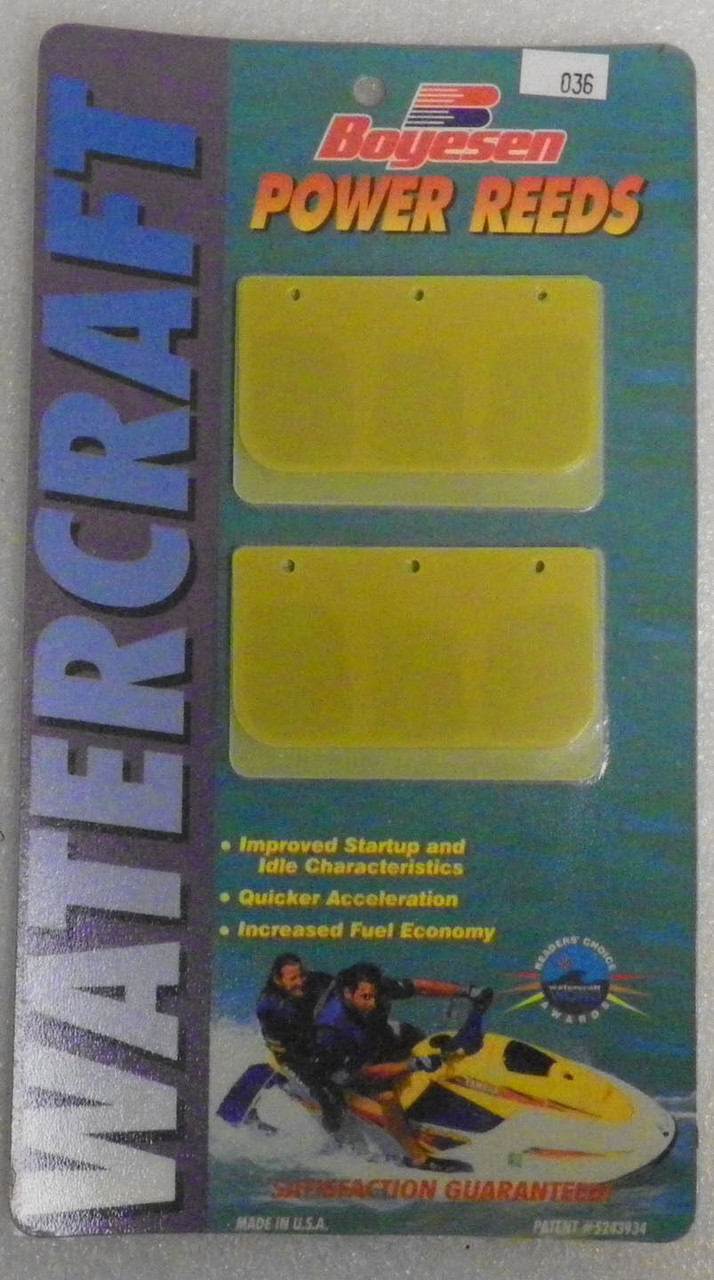 036
Boyesen
POWER REEDS
WATERCRAFT
• Improved Startup and
Idle Characteristics
• Quicker Acceleration
• Increased Fuel Economy
READERS' CHOICE
watercraft
AWARDS
SATISFACTION GUARANTEED!
MADE IN U.S.A.
PATENT #5243934